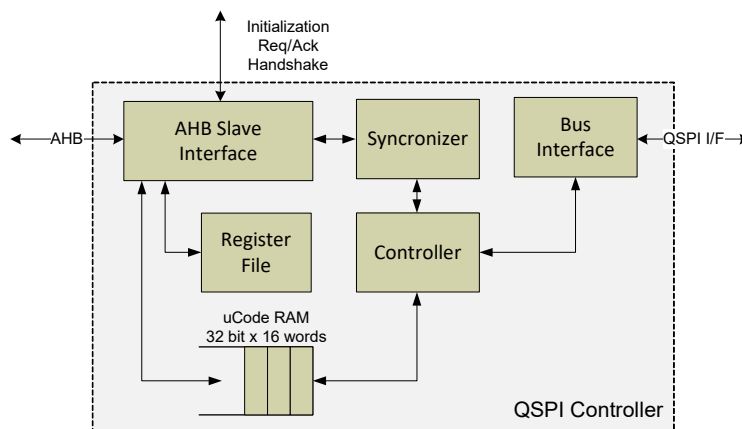 Initialization
Req/Ack
Handshake
AHB
AHB Slave
Interface
Syncronizer
Bus
Interface
QSPI I/F
Register
File
Controller
uCode RAM
32 bit x 16 words
QSPI Controller